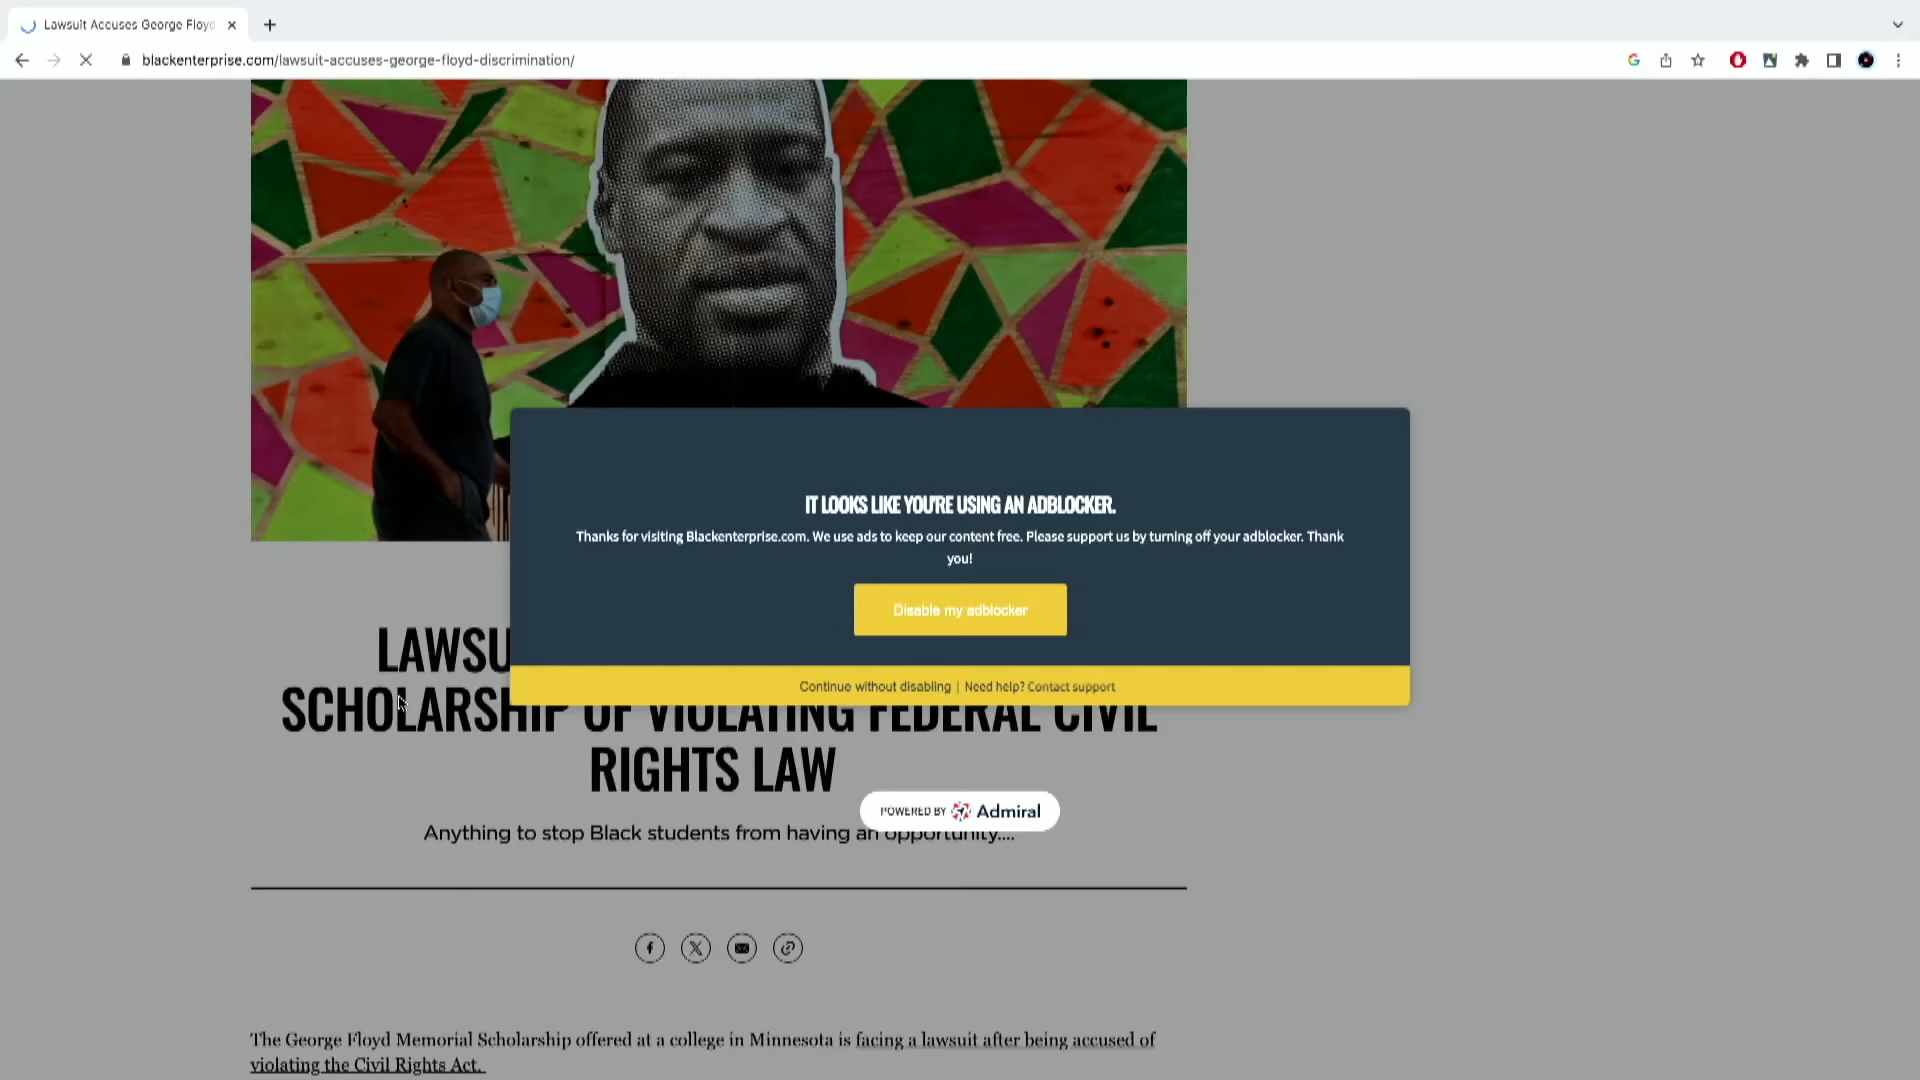 Lawsuit Accuses George Floyd
blackenterprise.com/lawsuit-accuses-george-floyd-discrimination/
IT LOOKS LIKE YOU'RE USING AN ADBLOCKER.
Thanks for visiting Blackenterprise.com. We use ads to keep our content free. Please support us by turning off your adblocker. Thank
you!
Disable my adblocker
Continue without disabling | Need help? Contact support
LAWSU
SCHOLARSHIP OF VIOLATING FEDERAL CIVIL
RIGHTS LAW
POWERED BY Admiral
Anything to stop Black students from having an opportunity....
The George Floyd Memorial Scholarship offered at a college in Minnesota is facing a lawsuit after being accused of
violating the Civil Rights Act.